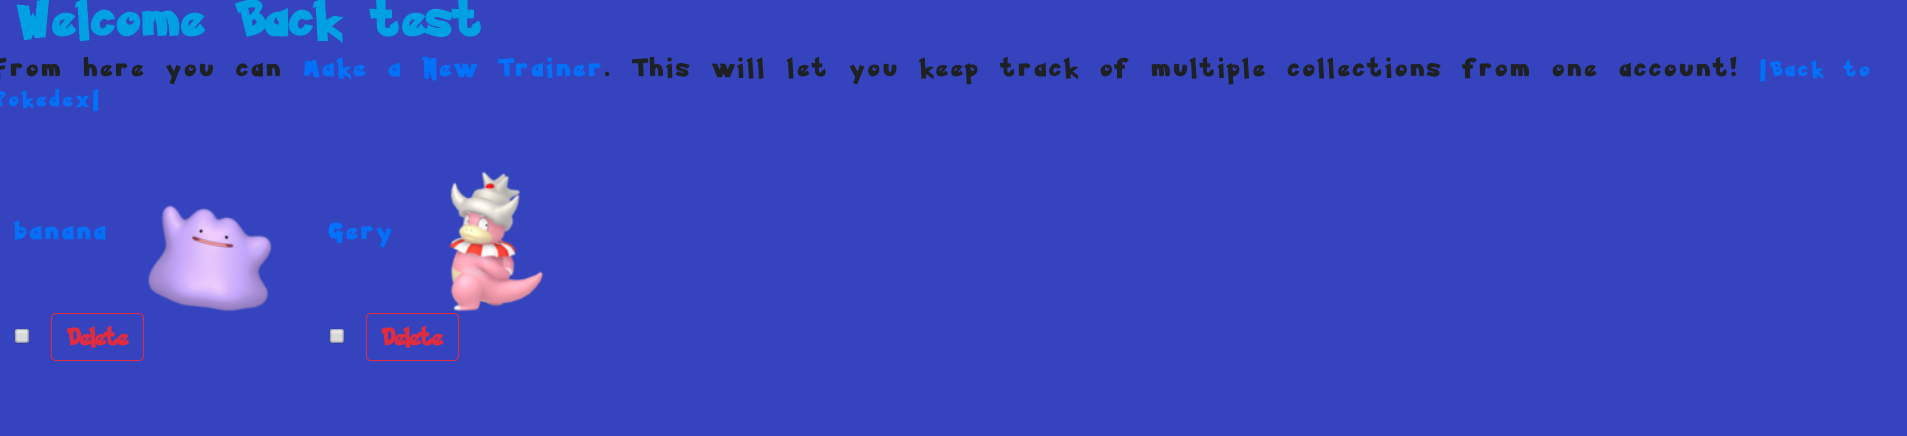 Welcome Back test
From here you can Make a New Trainer. This will let you keep track of multiple collections from one account! |Back to
Pokedex|
banana
Gery
Delete
Delete